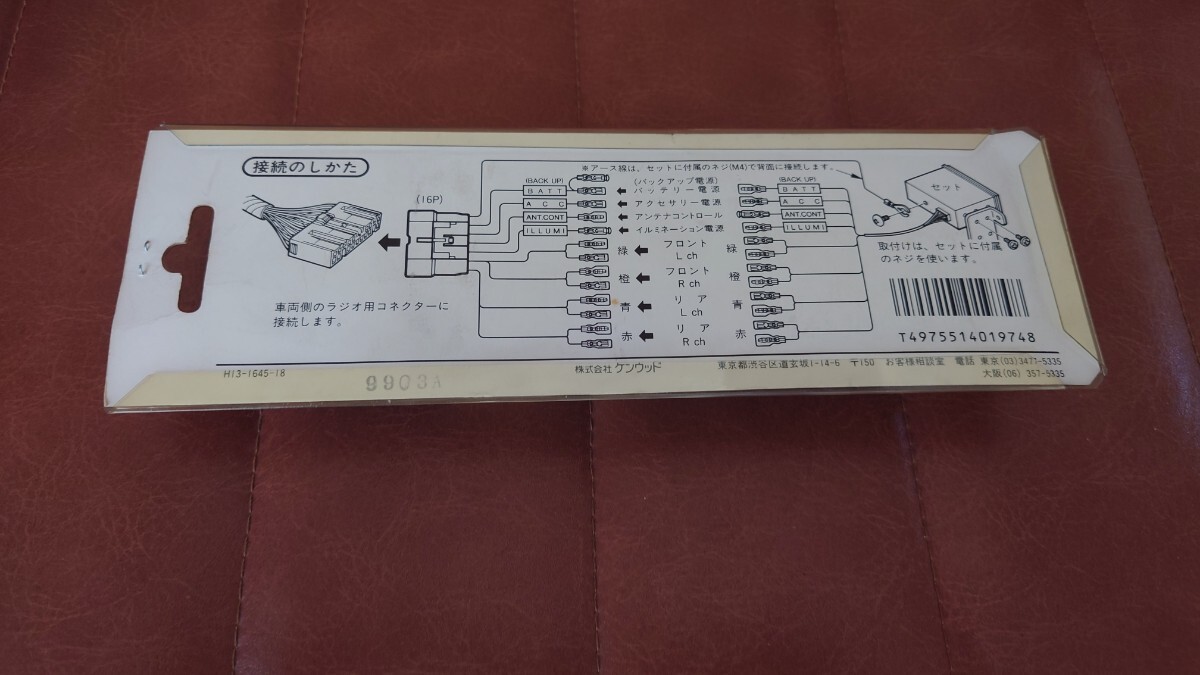 接続のしかた
(16P)
車両側のラジオ用コネクターに
接続します。
※アース線は、セットに付属のネジ(M4)で背面に接続します。
(BACK UP)
BATT
(バックアップ電源)
バッテリー電源
ACC
アクセサリー電源
ANT.CONT
アンテナコントロール
ILLUMI
イルミネーション電源
緑
フロント
L ch
橙
フロント
R ch
青
リア
L ch
赤
リア
R ch
(BACK UP)
BATT
ACC
ANT.CONT
ILLUMI
緑
橙
青
赤
セット
取付けは、セットに付属
のネジを使います。
T4975514019748
H13-1645-18
9903A
株式会社 ケンウッド
東京都渋谷区道玄坂1-14-6 〒150 お客様相談室 電話 東京(03)3477-5335
大阪(06) 357-5335